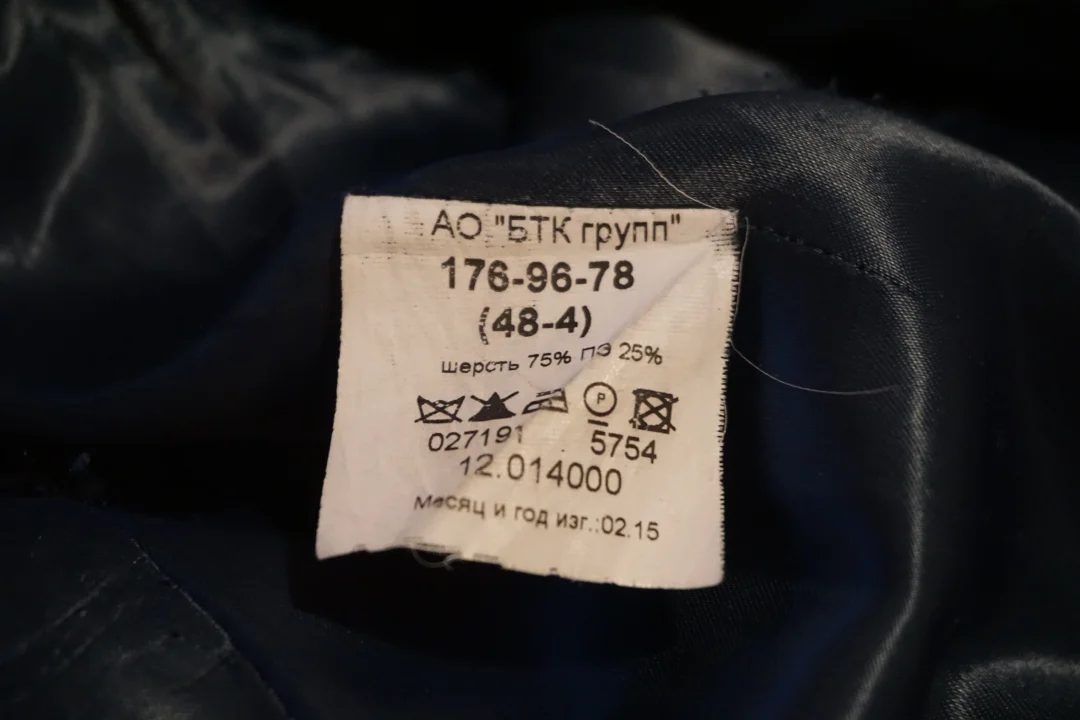 АО "БТК групп"
176-96-78
(48-4)
шерсть 75% ПЭ 25%
P
027191 5754
12.014000
месяц и год изг.:02.15